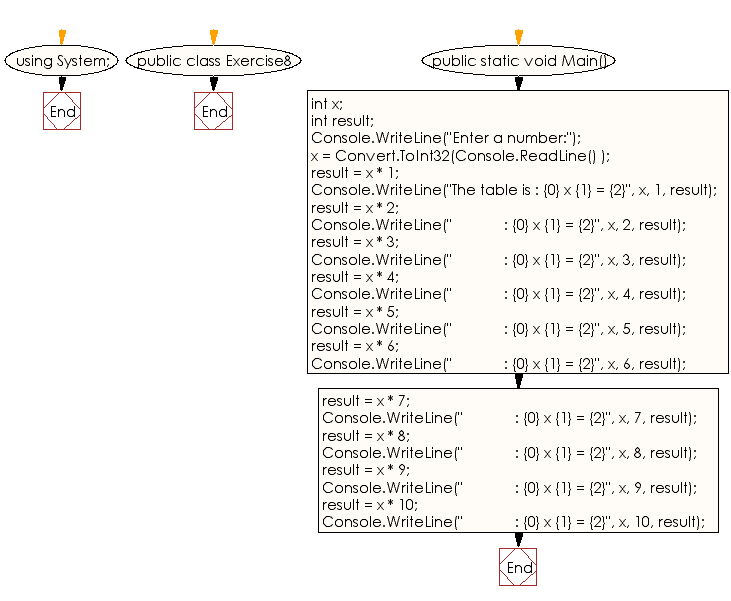 using System;
End
public class Exercise8
End
public static void Main()
int x;
int result;
Console.WriteLine("Enter a number:");
x = Convert.ToInt32(Console.ReadLine() );
result = x * 1;
Console.WriteLine("The table is : {0} x {1} = {2}", x, 1, result);
result = x * 2;
Console.WriteLine("             : {0} x {1} = {2}", x, 2, result);
result = x * 3;
Console.WriteLine("             : {0} x {1} = {2}", x, 3, result);
result = x * 4;
Console.WriteLine("             : {0} x {1} = {2}", x, 4, result);
result = x * 5;
Console.WriteLine("             : {0} x {1} = {2}", x, 5, result);
result = x * 6;
Console.WriteLine("             : {0} x {1} = {2}", x, 6, result);
result = x * 7;
Console.WriteLine("             : {0} x {1} = {2}", x, 7, result);
result = x * 8;
Console.WriteLine("             : {0} x {1} = {2}", x, 8, result);
result = x * 9;
Console.WriteLine("             : {0} x {1} = {2}", x, 9, result);
result = x * 10;
Console.WriteLine("             : {0} x {1} = {2}", x, 10, result);
End